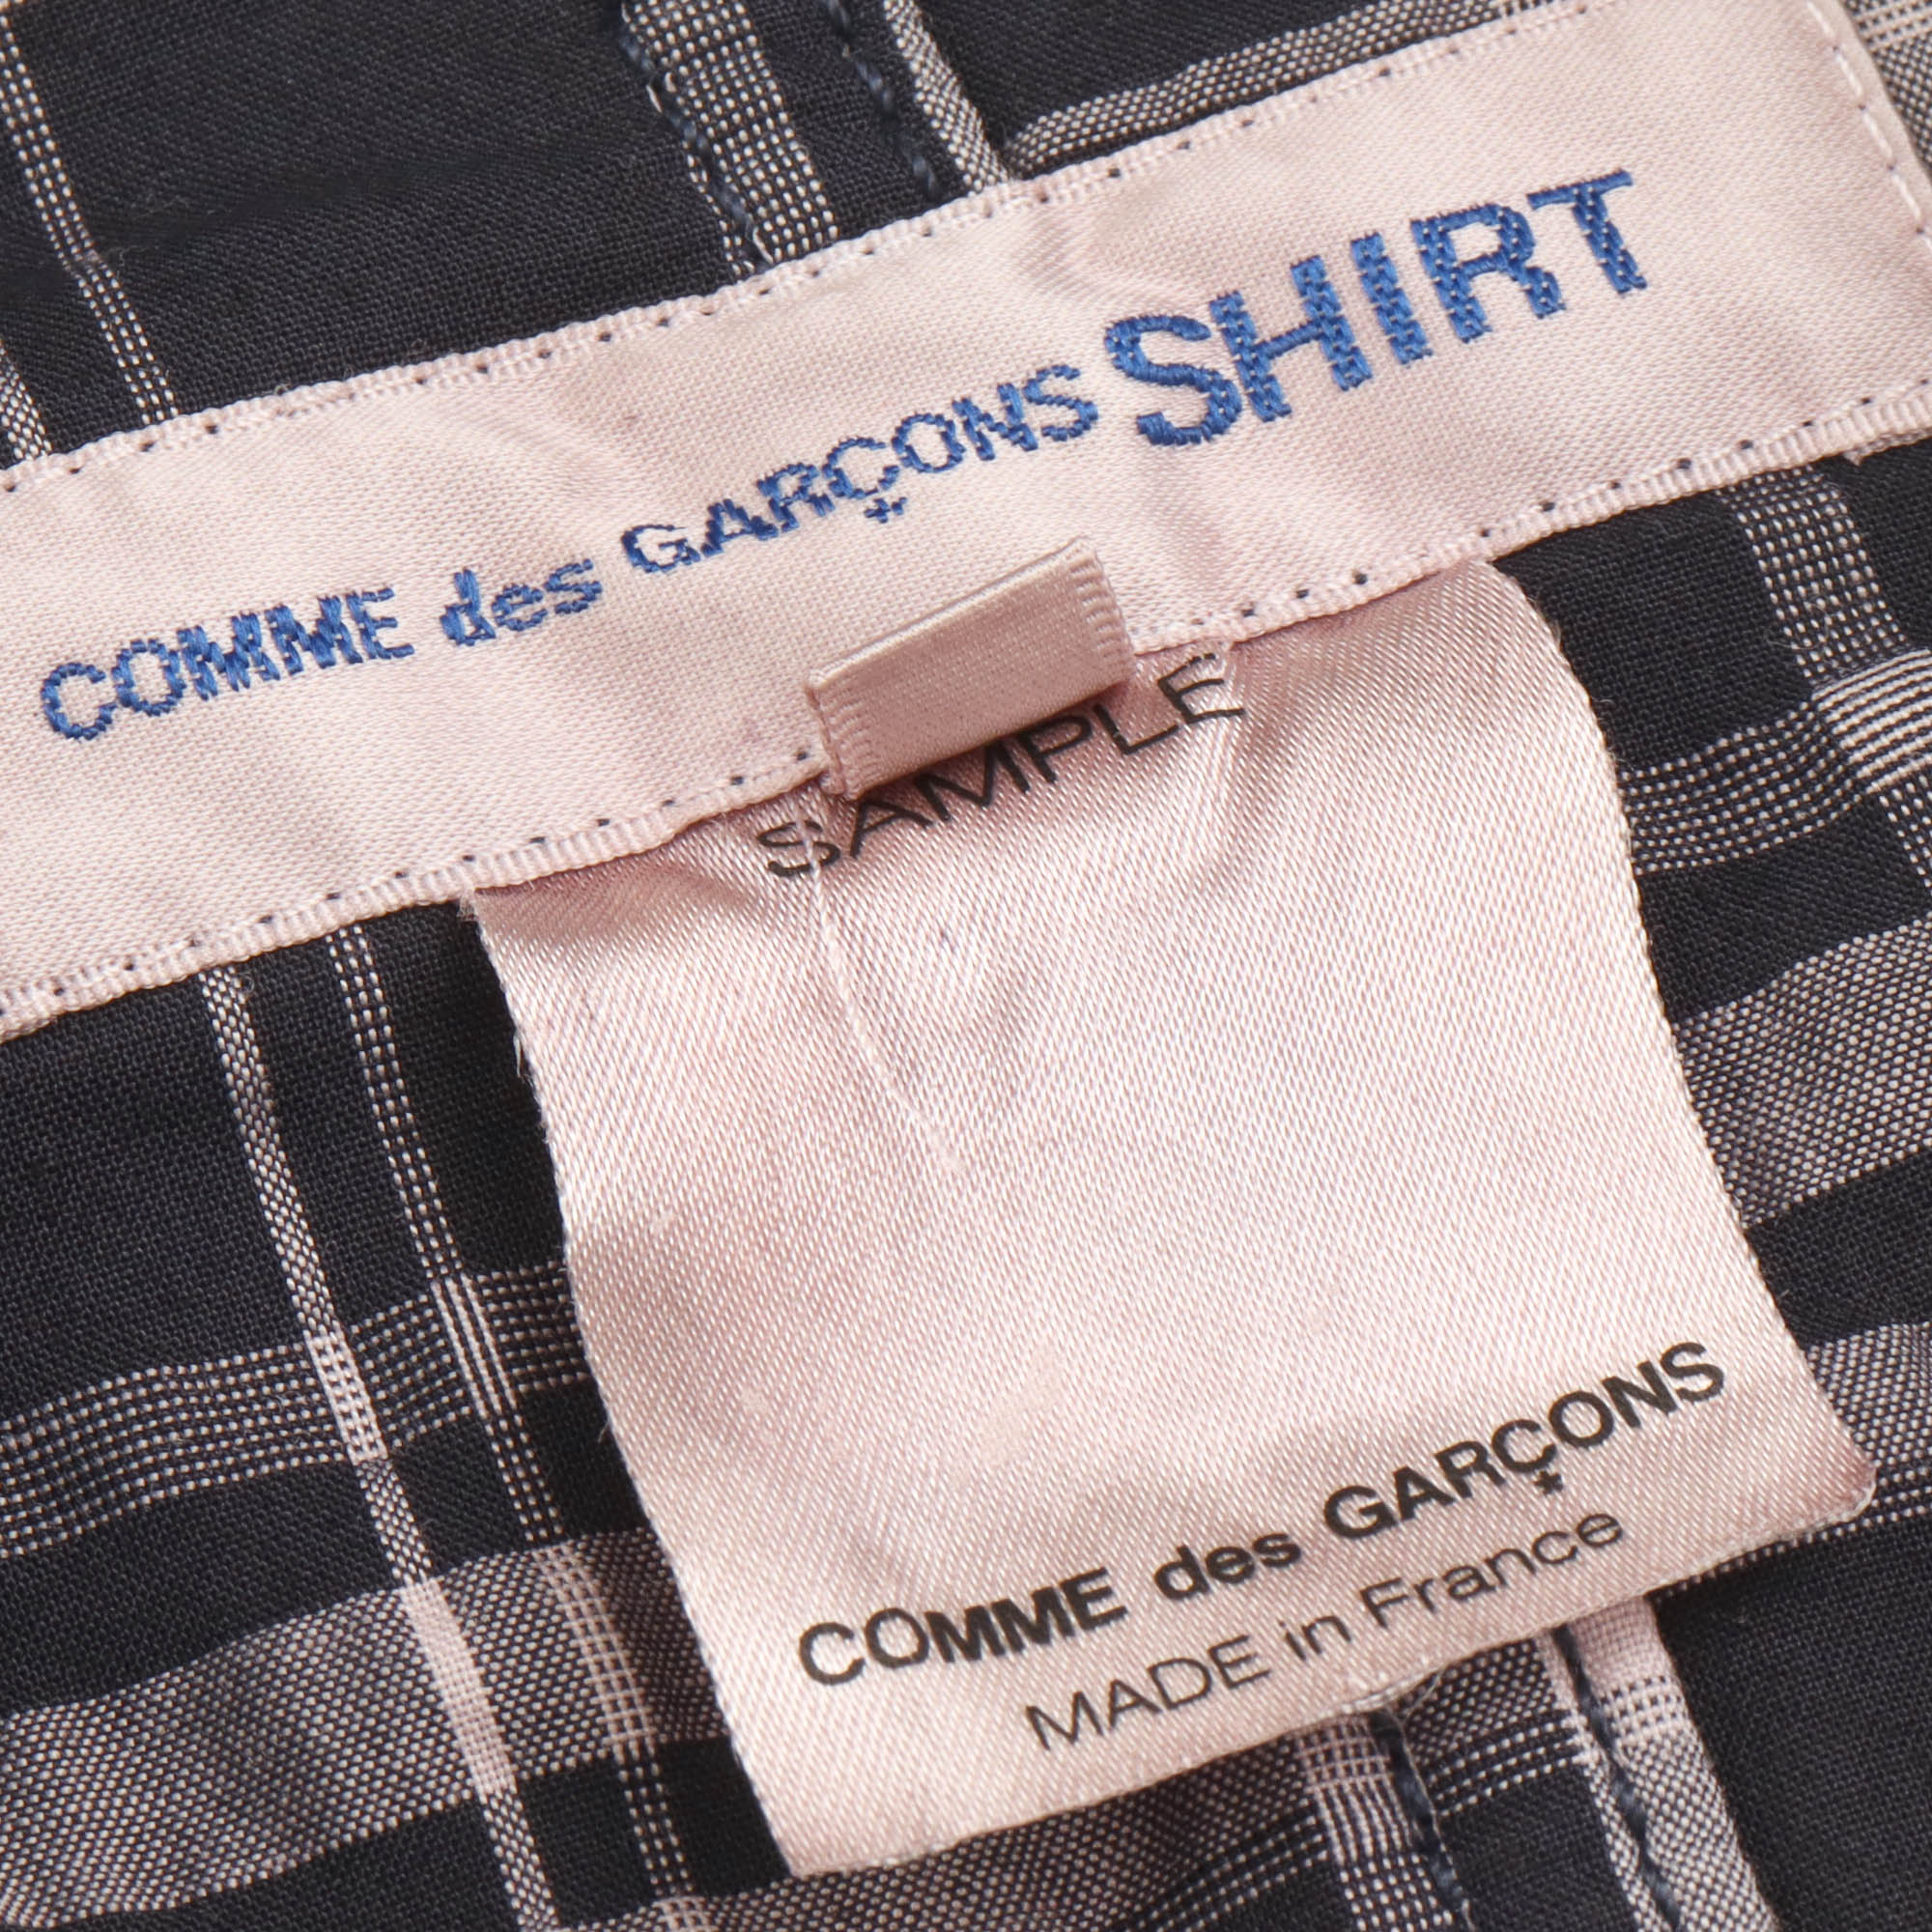 COMME des GARÇONS SHIRT
SAMPLE
COMME des GARÇONS
MADE in France